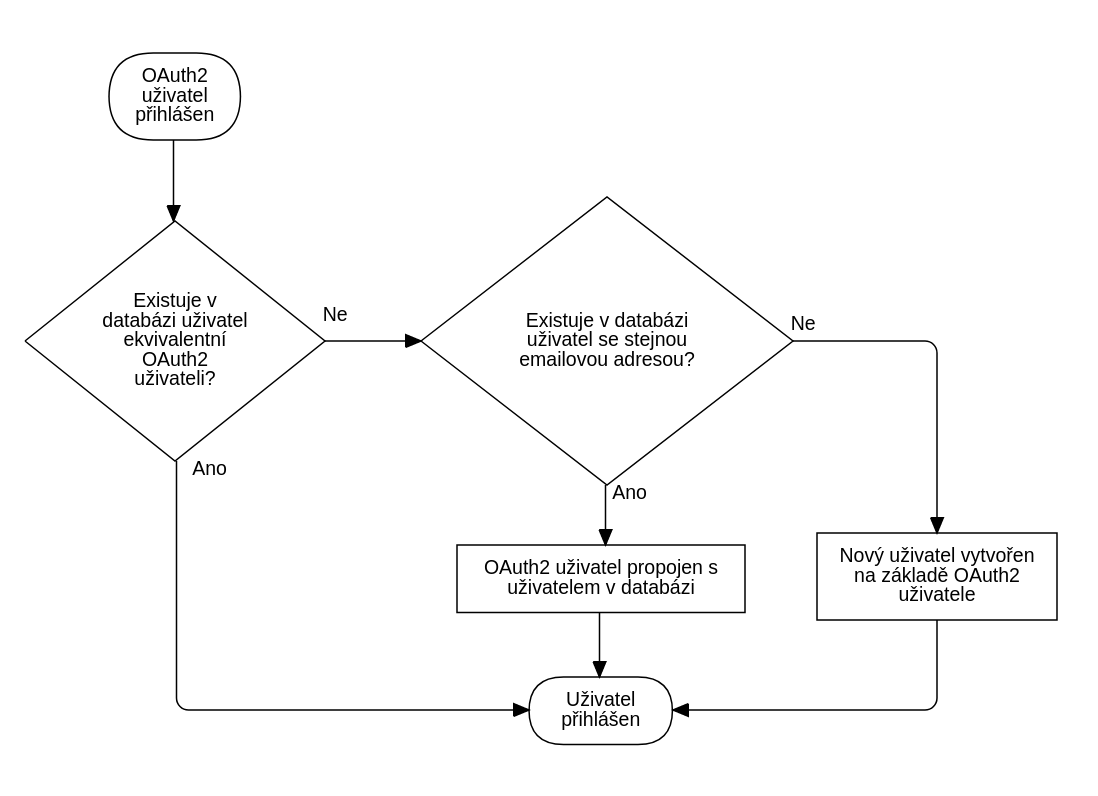 OAuth2
uživatel
přihlášen
Existuje v
databázi uživatel
ekvivalentní
OAuth2
uživateli?
Ne
Existuje v databázi
uživatel se stejnou
emailovou adresou?
Ne
Ano
Ano
OAuth2 uživatel propojen s
uživatelem v databázi
Nový uživatel vytvořen
na základě OAuth2
uživatele
Uživatel
přihlášen